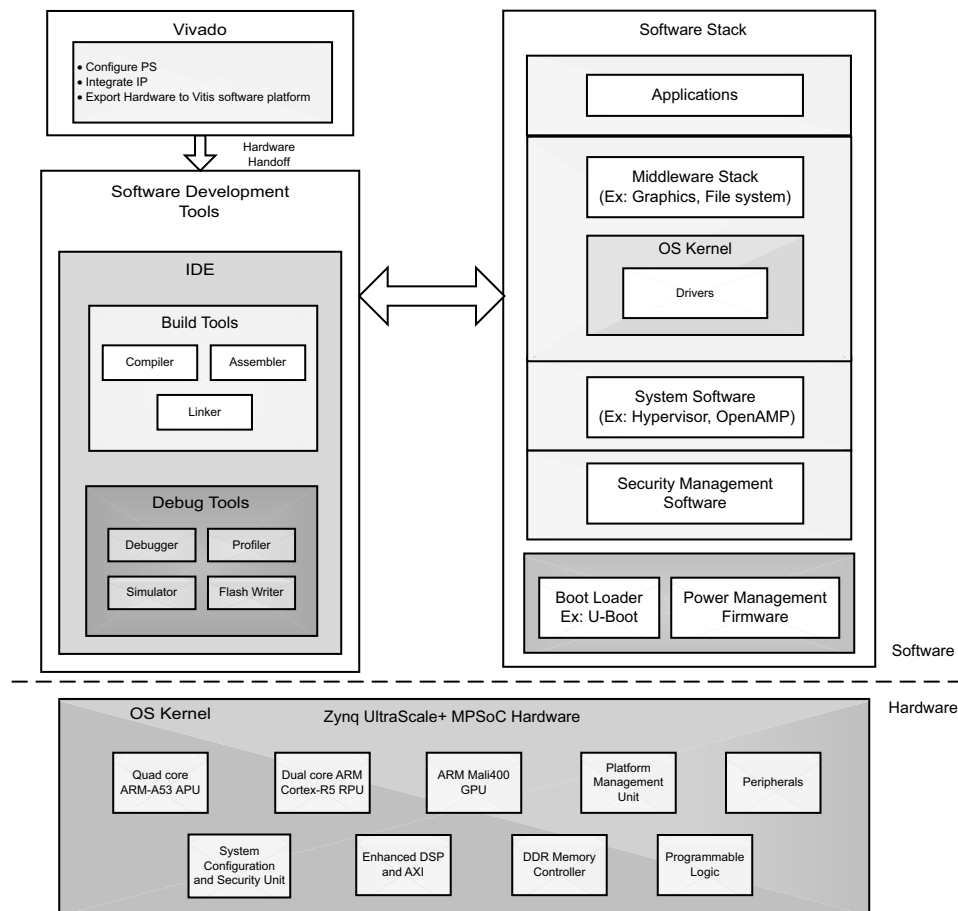 Vivado
• Configure PS
• Integrate IP
• Export Hardware to Vitis software platform
Hardware
Handoff
Software Development
Tools
IDE
Build Tools
Compiler
Assembler
Linker
Debug Tools
Debugger
Profiler
Simulator
Flash Writer
Software Stack
Applications
Middleware Stack
(Ex: Graphics, File system)
OS Kernel
Drivers
System Software
(Ex: Hypervisor, OpenAMP)
Security Management
Software
Boot Loader
Ex: U-Boot
Power Management
Firmware
Software
Hardware
OS Kernel
Zynq UltraScale+ MPSoC Hardware
Quad core
ARM-A53 APU
Dual core ARM
Cortex-R5 RPU
ARM Mali400
GPU
Platform
Management
Unit
Peripherals
System
Configuration
and Security Unit
Enhanced DSP
and AXI
DDR Memory
Controller
Programmable
Logic